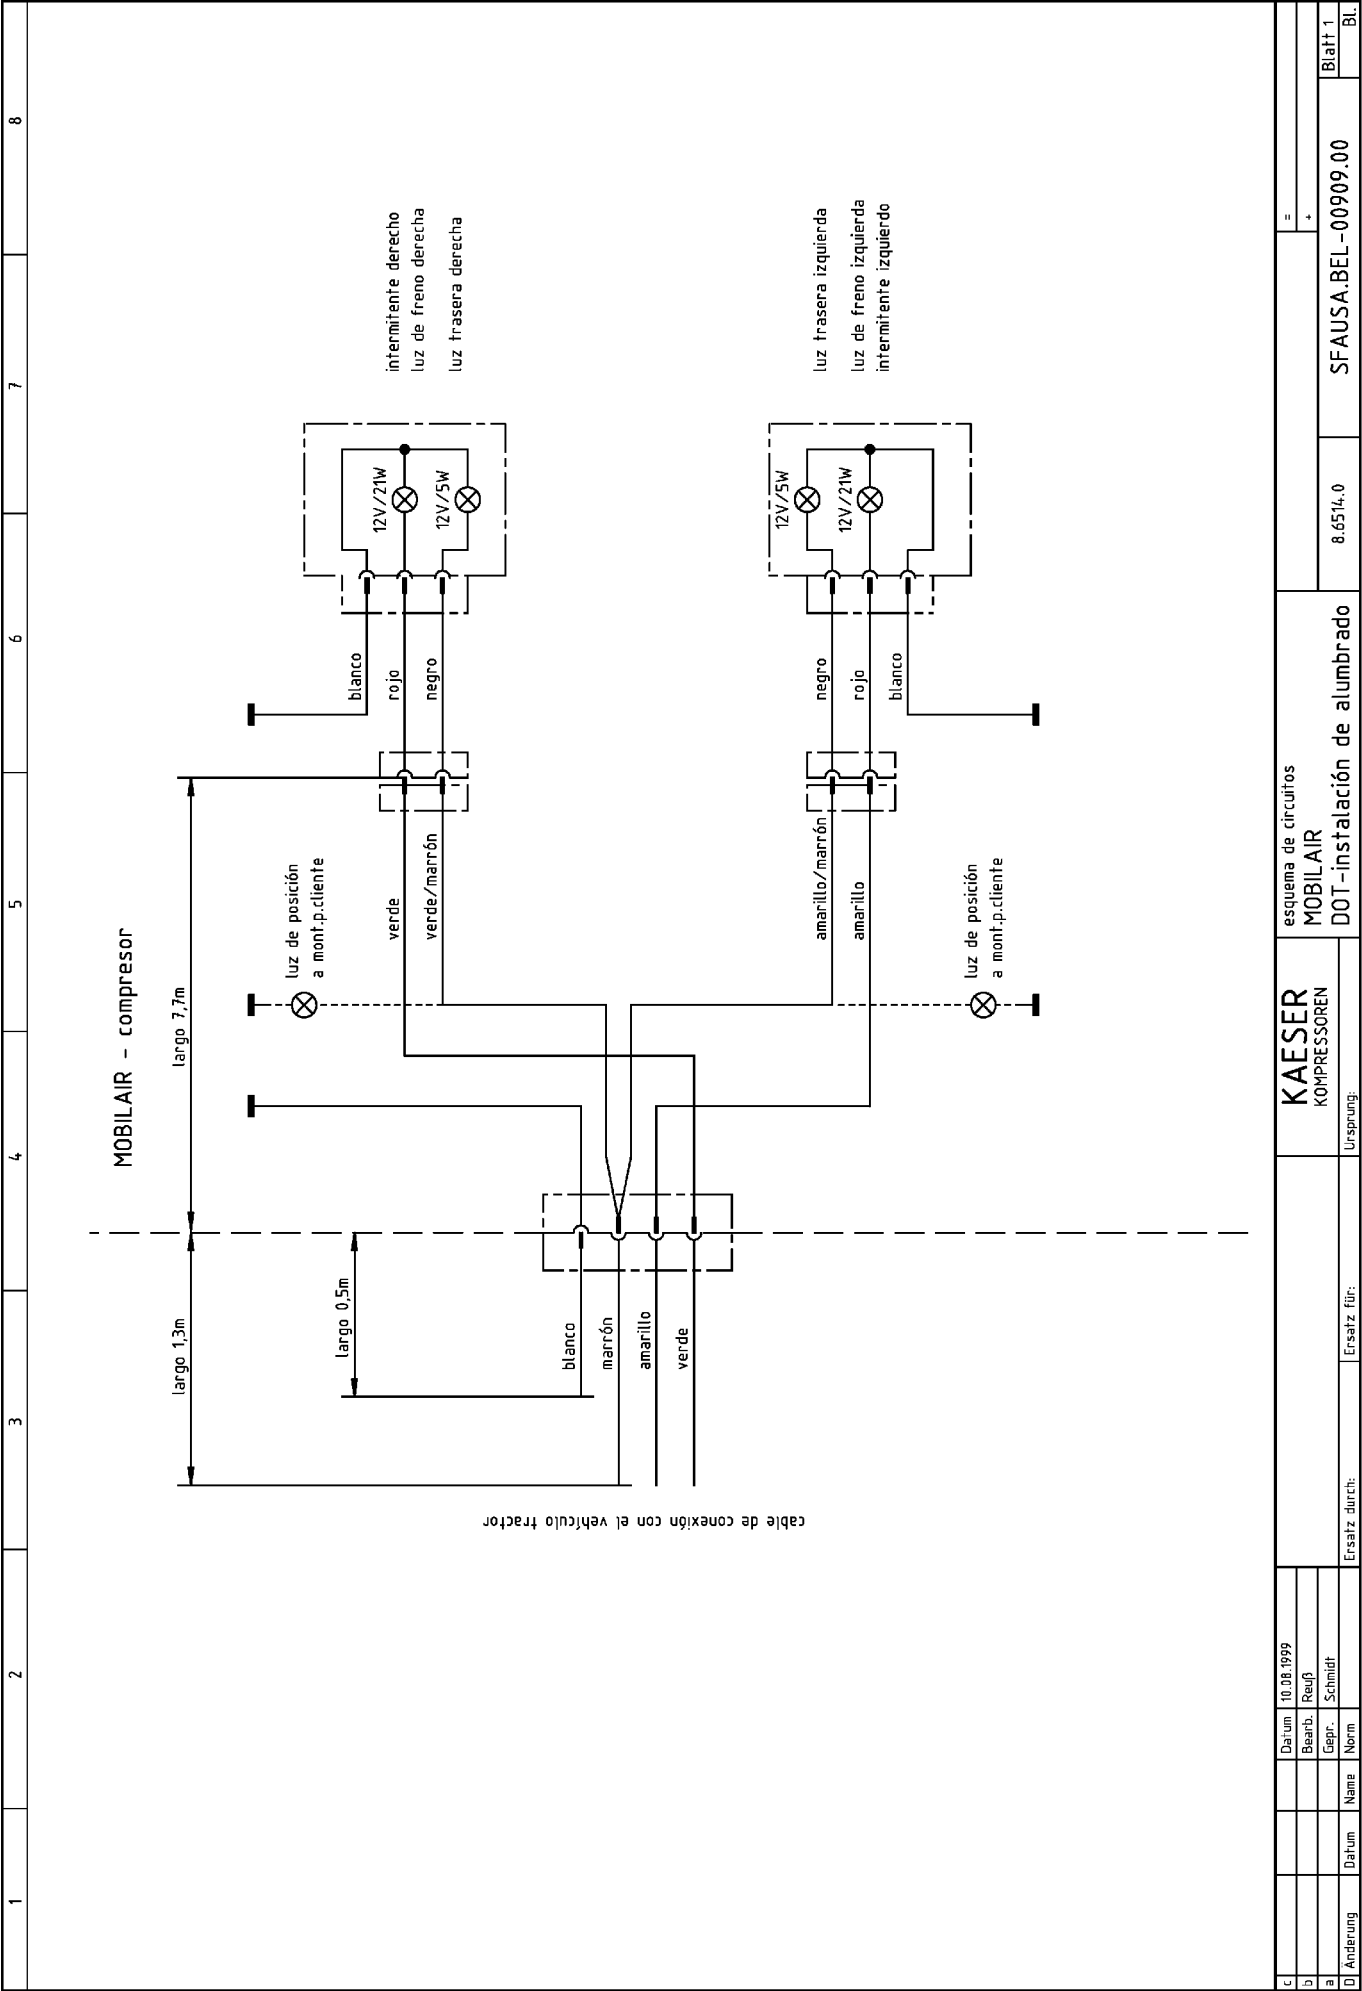 1
2
3
4
5
6
7
8
MOBILAIR - compresor
largo 1,3m
largo 7,7m
largo 0,5m
cable de conexión con el vehículo tractor
blanco
marrón
amarillo
verde
luz de posición
a mont.p.cliente
verde
verde/marrón
amarillo/marrón
amarillo
luz de posición
a mont.p.cliente
blanco
rojo
negro
negro
rojo
blanco
12V/21W
12V/5W
12V/5W
12V/21W
intermitente derecho
luz de freno derecha
luz trasera derecha
luz trasera izquierda
luz de freno izquierda
intermitente izquierdo
c
b
a
D
Änderung
Datum
Name
Datum
10.08.1999
Bearb.
Reuß
Gepr.
Schmidt
Norm
Ersatz durch:
Ersatz für:
Ursprung:
KAESER
KOMPRESSOREN
esquema de circuitos
MOBILAIR
DOT-instalación de alumbrado
=
+
8.6514.0
SFAUSA.BEL-00909.00
Blatt 1
Bl.